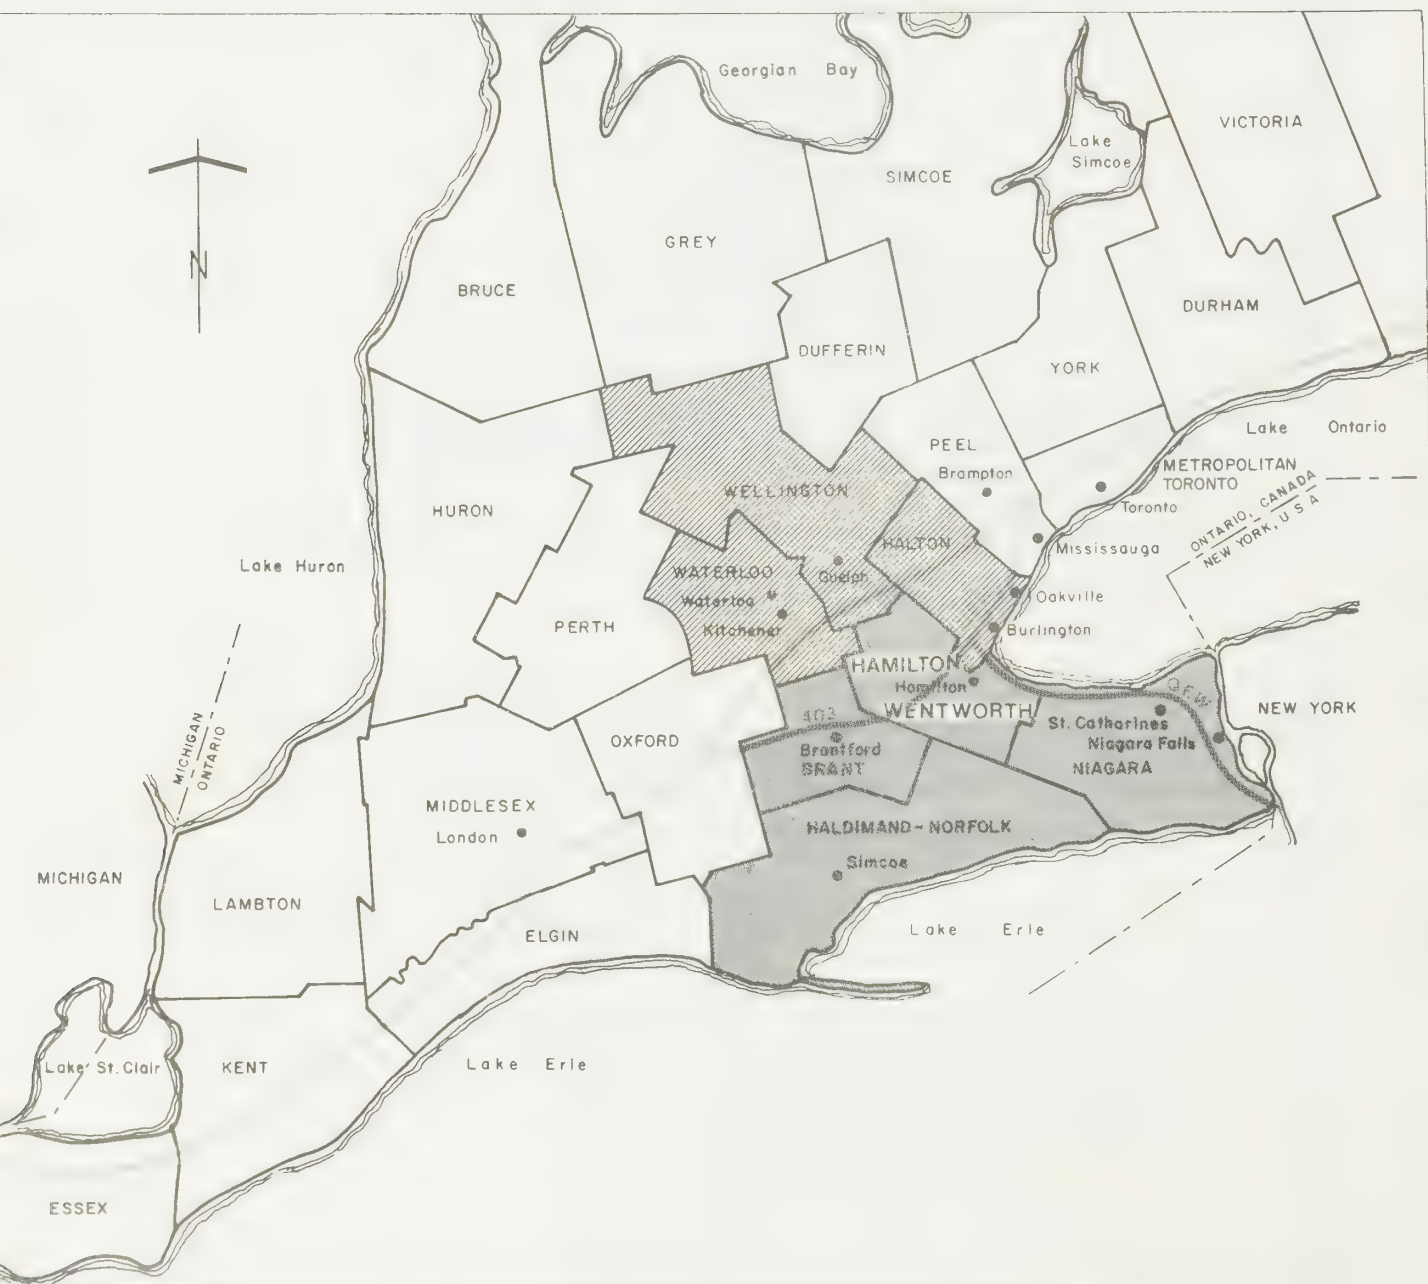 Georgian Bay
VICTORIA
Lake
Simcoe
SIMCOE
GREY
N
BRUCE
DURHAM
DUFFERIN
YORK
Lake Ontario
PEEL
Brampton
METROPOLITAN
TORONTO
Toronto
WELLINGTON
HURON
ONTARIO, CANADA
NEW YORK, U S A
HALTON
Mississauga
Lake Huron
WATERLOO
Guelph
Waterloo
Oakville
PERTH
Kitchener
Burlington
HAMILTON
Hamilton
WENTWORTH
QEW
NEW YORK
403
St. Catharines
Niagara Falls
NIAGARA
MICHIGAN
ONTARIO
OXFORD
Brantford
BRANT
MIDDLESEX
London
HALDIMAND - NORFOLK
Simcoe
MICHIGAN
LAMBTON
ELGIN
Lake Erie
Lake St. Clair
KENT
Lake Erie
ESSEX